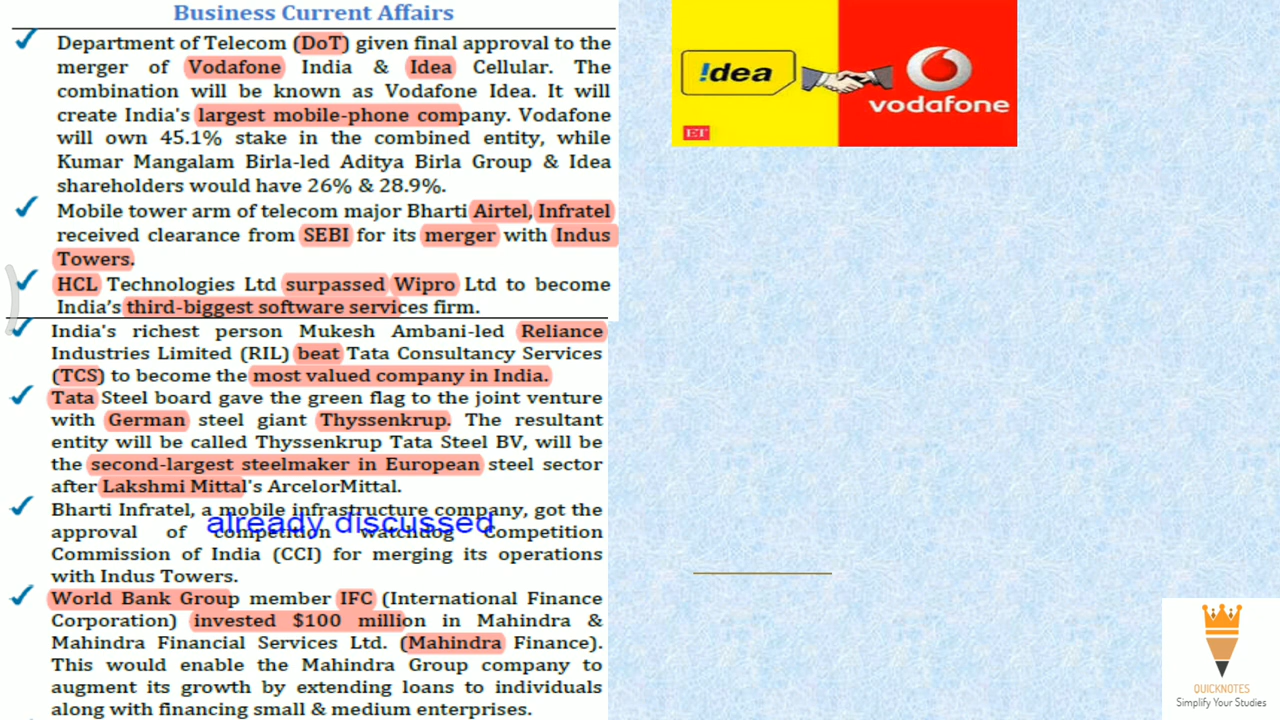 Business Current Affairs
Department of Telecom (DoT) given final approval to the
merger of Vodafone India & Idea Cellular. The
combination will be known as Vodafone Idea. It will
create India's largest mobile-phone company. Vodafone
will own 45.1% stake in the combined entity, while
Kumar Mangalam Birla-led Aditya Birla Group & Idea
shareholders would have 26% & 28.9%.
Mobile tower arm of telecom major Bharti Airtel, Infratel
received clearance from SEBI for its merger with Indus
Towers.
HCL Technologies Ltd surpassed Wipro Ltd to become
India's third-biggest software services firm.
India's richest person Mukesh Ambani-led Reliance
Industries Limited (RIL) beat Tata Consultancy Services
(TCS) to become the most valued company in India.
Tata Steel board gave the green flag to the joint venture
with German steel giant Thyssenkrup. The resultant
entity will be called Thyssenkrup Tata Steel BV, will be
the second-largest steelmaker in European steel sector
after Lakshmi Mittal's ArcelorMittal.
Bharti Infratel, a mobile infrastructure company, got the
already discussed
approval of competition watchdog Competition
Commission of India (CCI) for merging its operations
with Indus Towers.
World Bank Group member IFC (International Finance
Corporation) invested $100 million in Mahindra &
Mahindra Financial Services Ltd. (Mahindra Finance).
This would enable the Mahindra Group company to
augment its growth by extending loans to individuals
along with financing small & medium enterprises.
!dea
vodafone
ET
QUICKNOTES
Simplify Your Studies